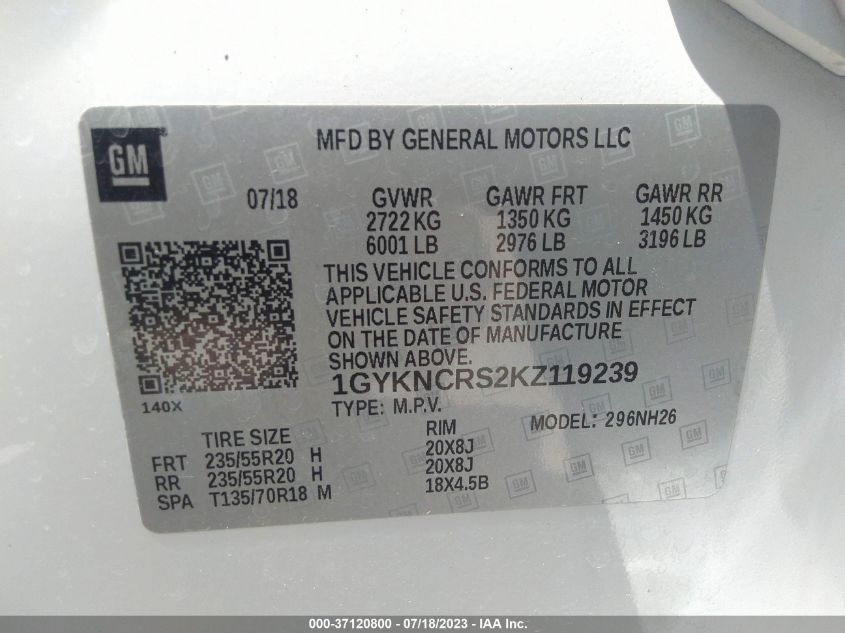 GM
MFD BY GENERAL MOTORS LLC
07/18
GVWR GAWR FRT GAWR RR
2722 KG 1350 KG 1450 KG
6001 LB 2976 LB 3196 LB
THIS VEHICLE CONFORMS TO ALL
APPLICABLE U.S. FEDERAL MOTOR
VEHICLE SAFETY STANDARDS IN EFFECT
ON THE DATE OF MANUFACTURE
SHOWN ABOVE.
1GYKNCRS2KZ119239
140X
TYPE: M.P.V. MODEL: 296NH26
TIRE SIZE RIM
FRT 235/55R20 H 20X8J
RR 235/55R20 H 20X8J
SPA T135/70R18 M 18X4.5B
000-37120800 - 07/18/2023 - IAA Inc.